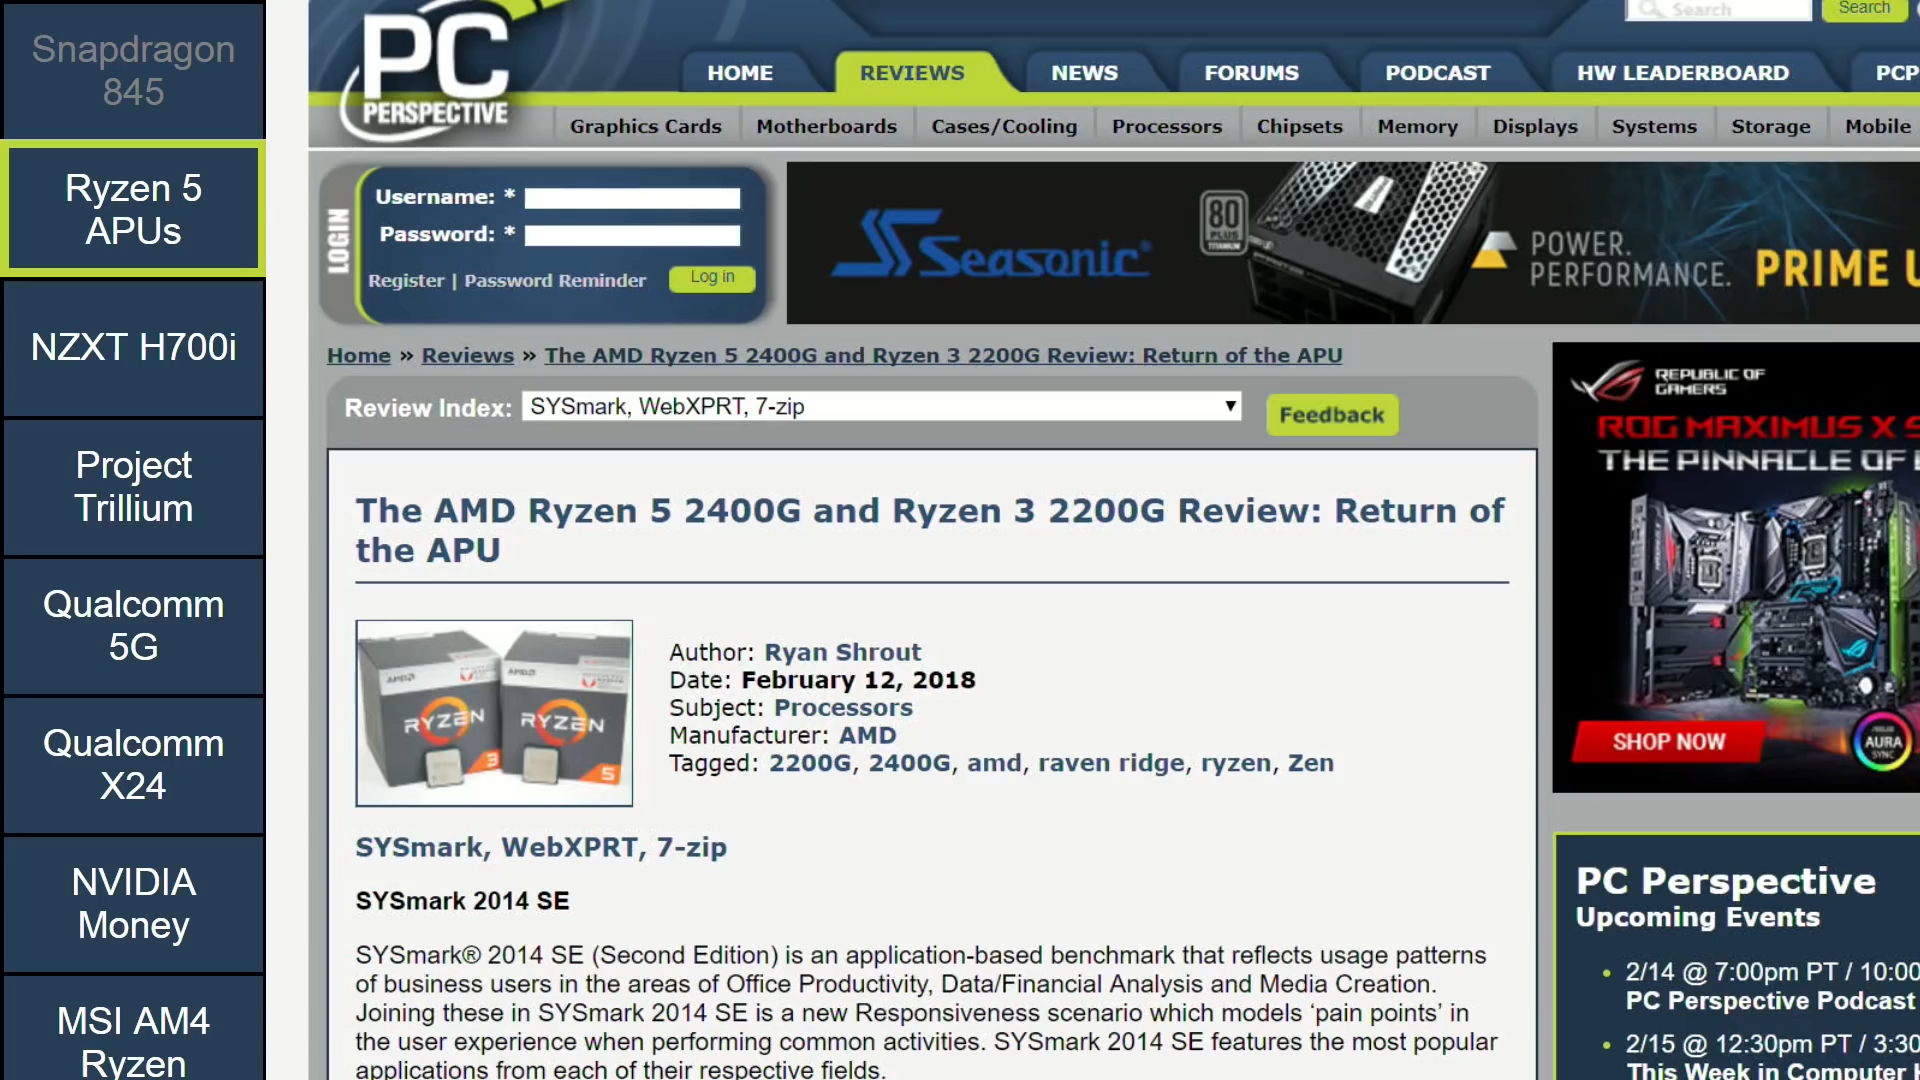 Snapdragon
845
Ryzen 5
APUs
NZXT H700i
Project
Trillium
Qualcomm
5G
Qualcomm
X24
NVIDIA
Money
MSI AM4
Ryzen
PC
PERSPECTIVE
Search
Search
HOME
REVIEWS
NEWS
FORUMS
PODCAST
HW LEADERBOARD
PCP
Graphics Cards
Motherboards
Cases/Cooling
Processors
Chipsets
Memory
Displays
Systems
Storage
Mobile
LOGIN
Username: *
Password: *
Register | Password Reminder
Log in
Seasonic
80
PLUS
TITANIUM
POWER.
PERFORMANCE.
PRIME U
Home » Reviews » The AMD Ryzen 5 2400G and Ryzen 3 2200G Review: Return of the APU
Review Index:
SYSmark, WebXPRT, 7-zip
Feedback
The AMD Ryzen 5 2400G and Ryzen 3 2200G Review: Return of
the APU
AMD
RYZEN
3
AMD
RYZEN
5
Author: Ryan Shrout
Date: February 12, 2018
Subject: Processors
Manufacturer: AMD
Tagged: 2200G, 2400G, amd, raven ridge, ryzen, Zen
SYSmark, WebXPRT, 7-zip
SYSmark 2014 SE
SYSmark® 2014 SE (Second Edition) is an application-based benchmark that reflects usage patterns
of business users in the areas of Office Productivity, Data/Financial Analysis and Media Creation.
Joining these in SYSmark 2014 SE is a new Responsiveness scenario which models ‘pain points’ in
the user experience when performing common activities. SYSmark 2014 SE features the most popular
applications from each of their respective fields.
REPUBLIC OF
GAMERS
ROG MAXIMUS X S
THE PINNACLE OF
SHOP NOW
AURA
SYNC
PC Perspective
Upcoming Events
2/14 @ 7:00pm PT / 10:00
PC Perspective Podcast
2/15 @ 12:30pm PT / 3:30
This Week in Computer